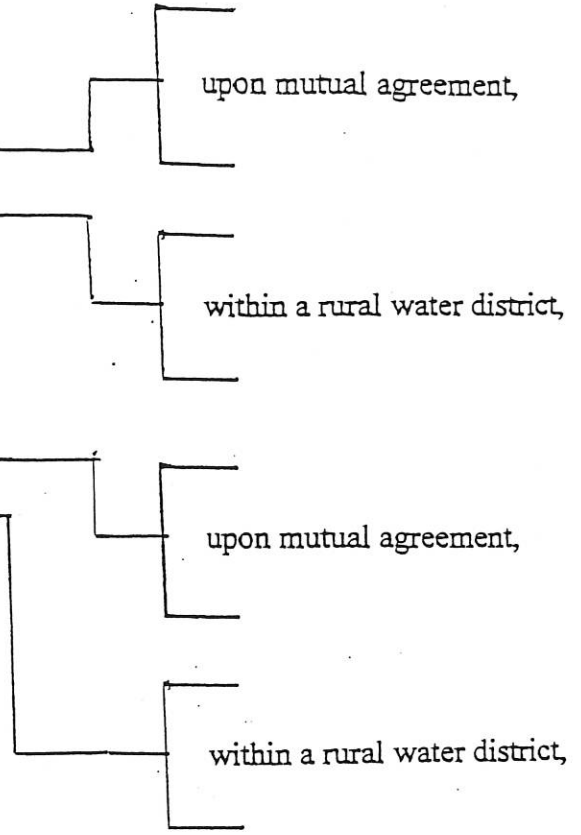 upon mutual agreement,
within a rural water district,
upon mutual agreement,
within a rural water district,